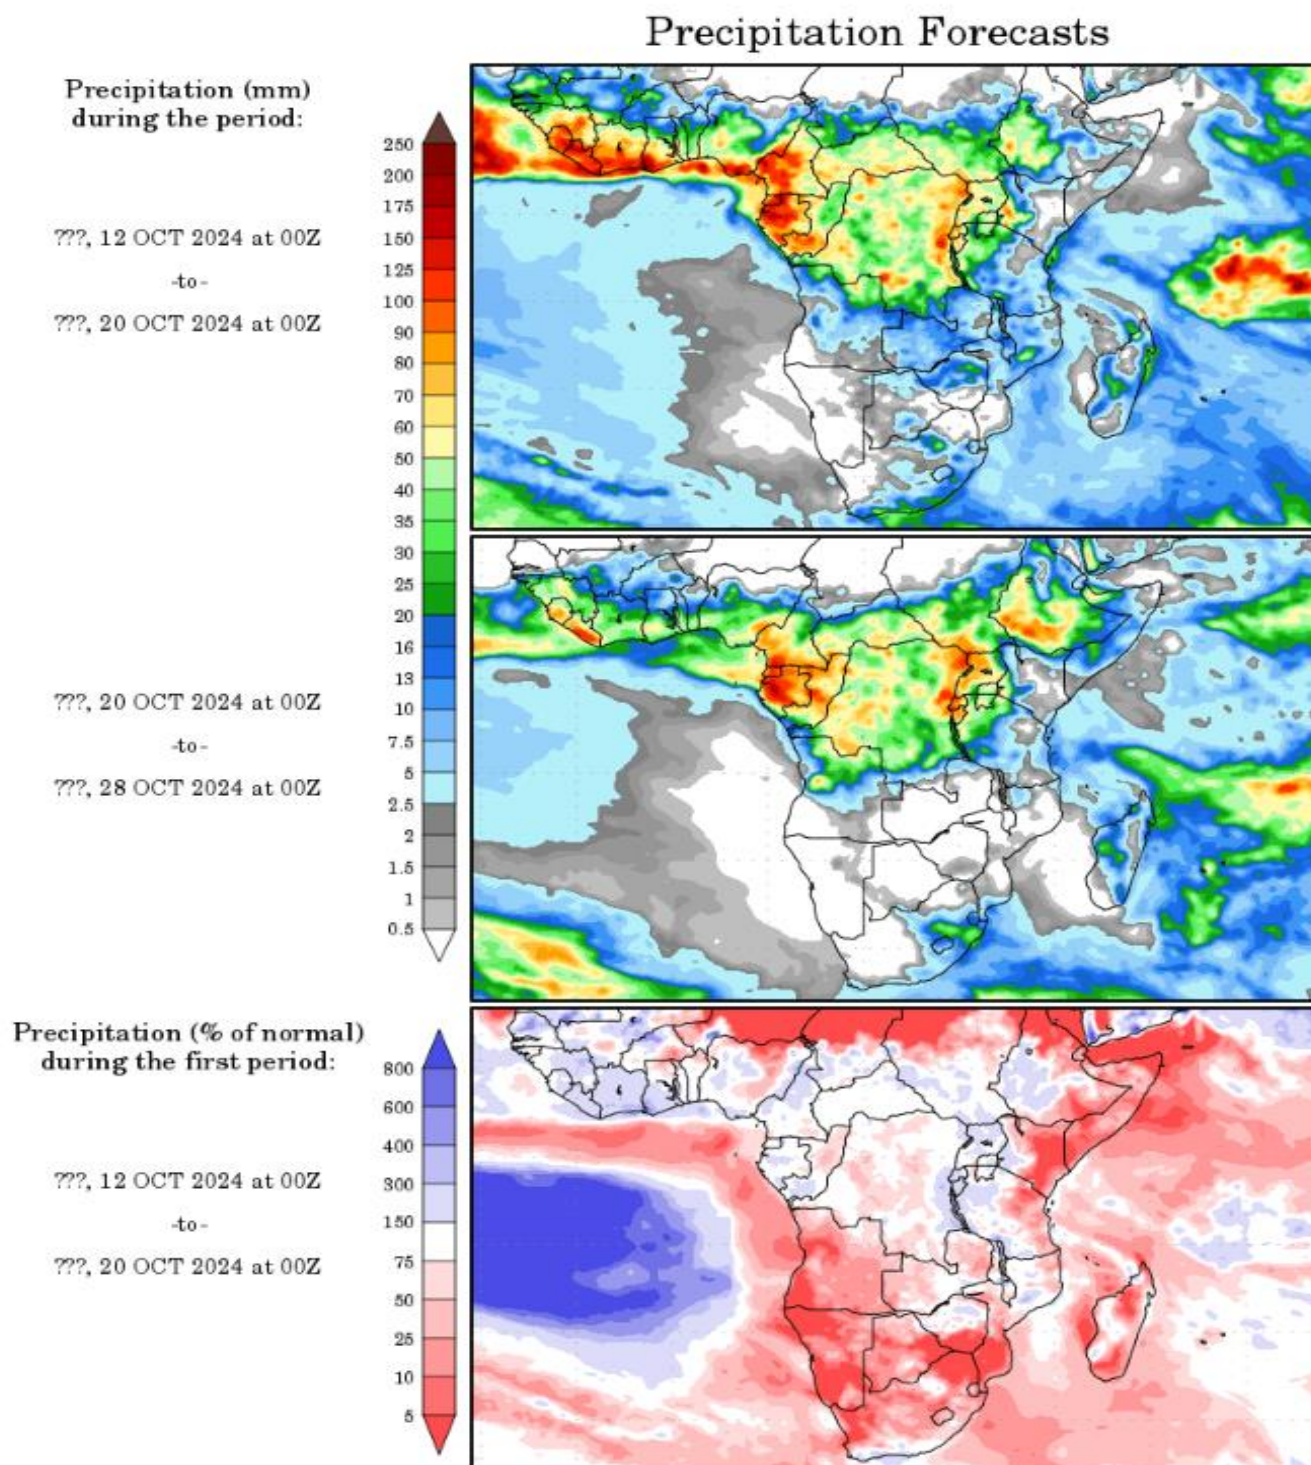 Precipitation Forecasts
Precipitation (mm)
during the period:
250
200
175
150
125
100
90
80
70
60
50
40
35
30
25
20
16
13
10
7.5
5
2.5
2
1.5
1
0.5
???, 12 OCT 2024 at 00Z
-to-
???, 20 OCT 2024 at 00Z
???, 20 OCT 2024 at 00Z
-to-
???, 28 OCT 2024 at 00Z
Precipitation (% of normal)
during the first period:
800
600
400
300
150
75
50
25
10
5
???, 12 OCT 2024 at 00Z
-to-
???, 20 OCT 2024 at 00Z